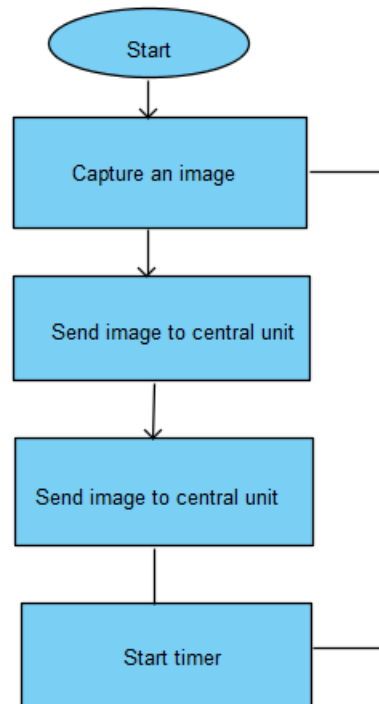 Start
Capture an image
Send image to central unit
Send image to central unit
Start timer